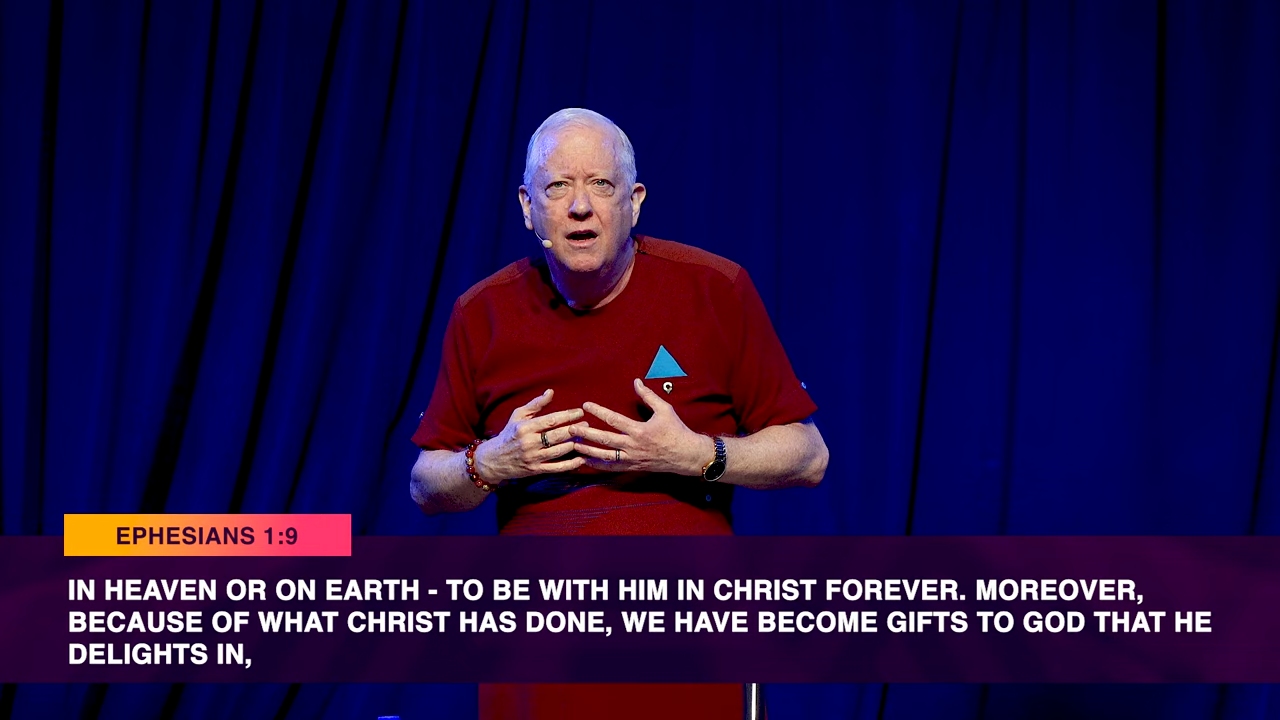 EPHESIANS 1:9
IN HEAVEN OR ON EARTH - TO BE WITH HIM IN CHRIST FOREVER. MOREOVER,
BECAUSE OF WHAT CHRIST HAS DONE, WE HAVE BECOME GIFTS TO GOD THAT HE
DELIGHTS IN,